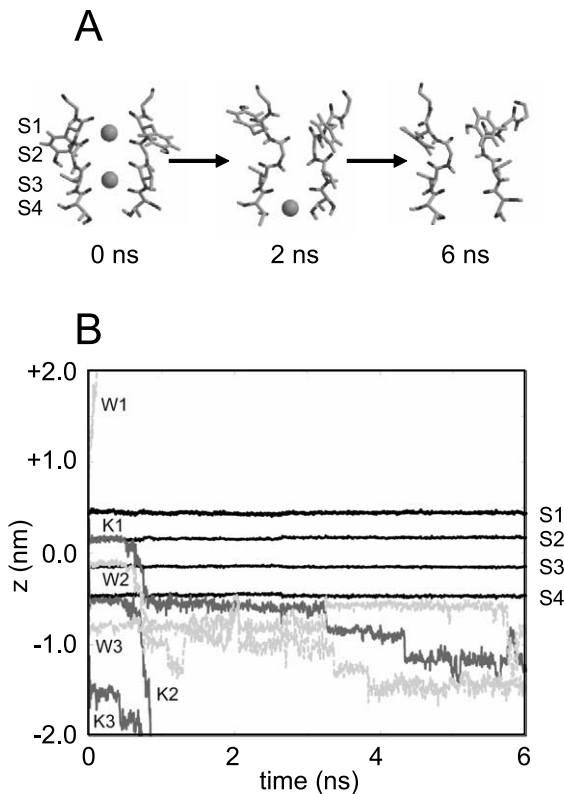 A
S1
S2
S3
S4
0 ns
2 ns
6 ns
B
+2.0
+1.0
0.0
-1.0
-2.0
z (nm)
W1
K1
W2
W3
K2
K3
S1
S2
S3
S4
0
2
4
6
time (ns)